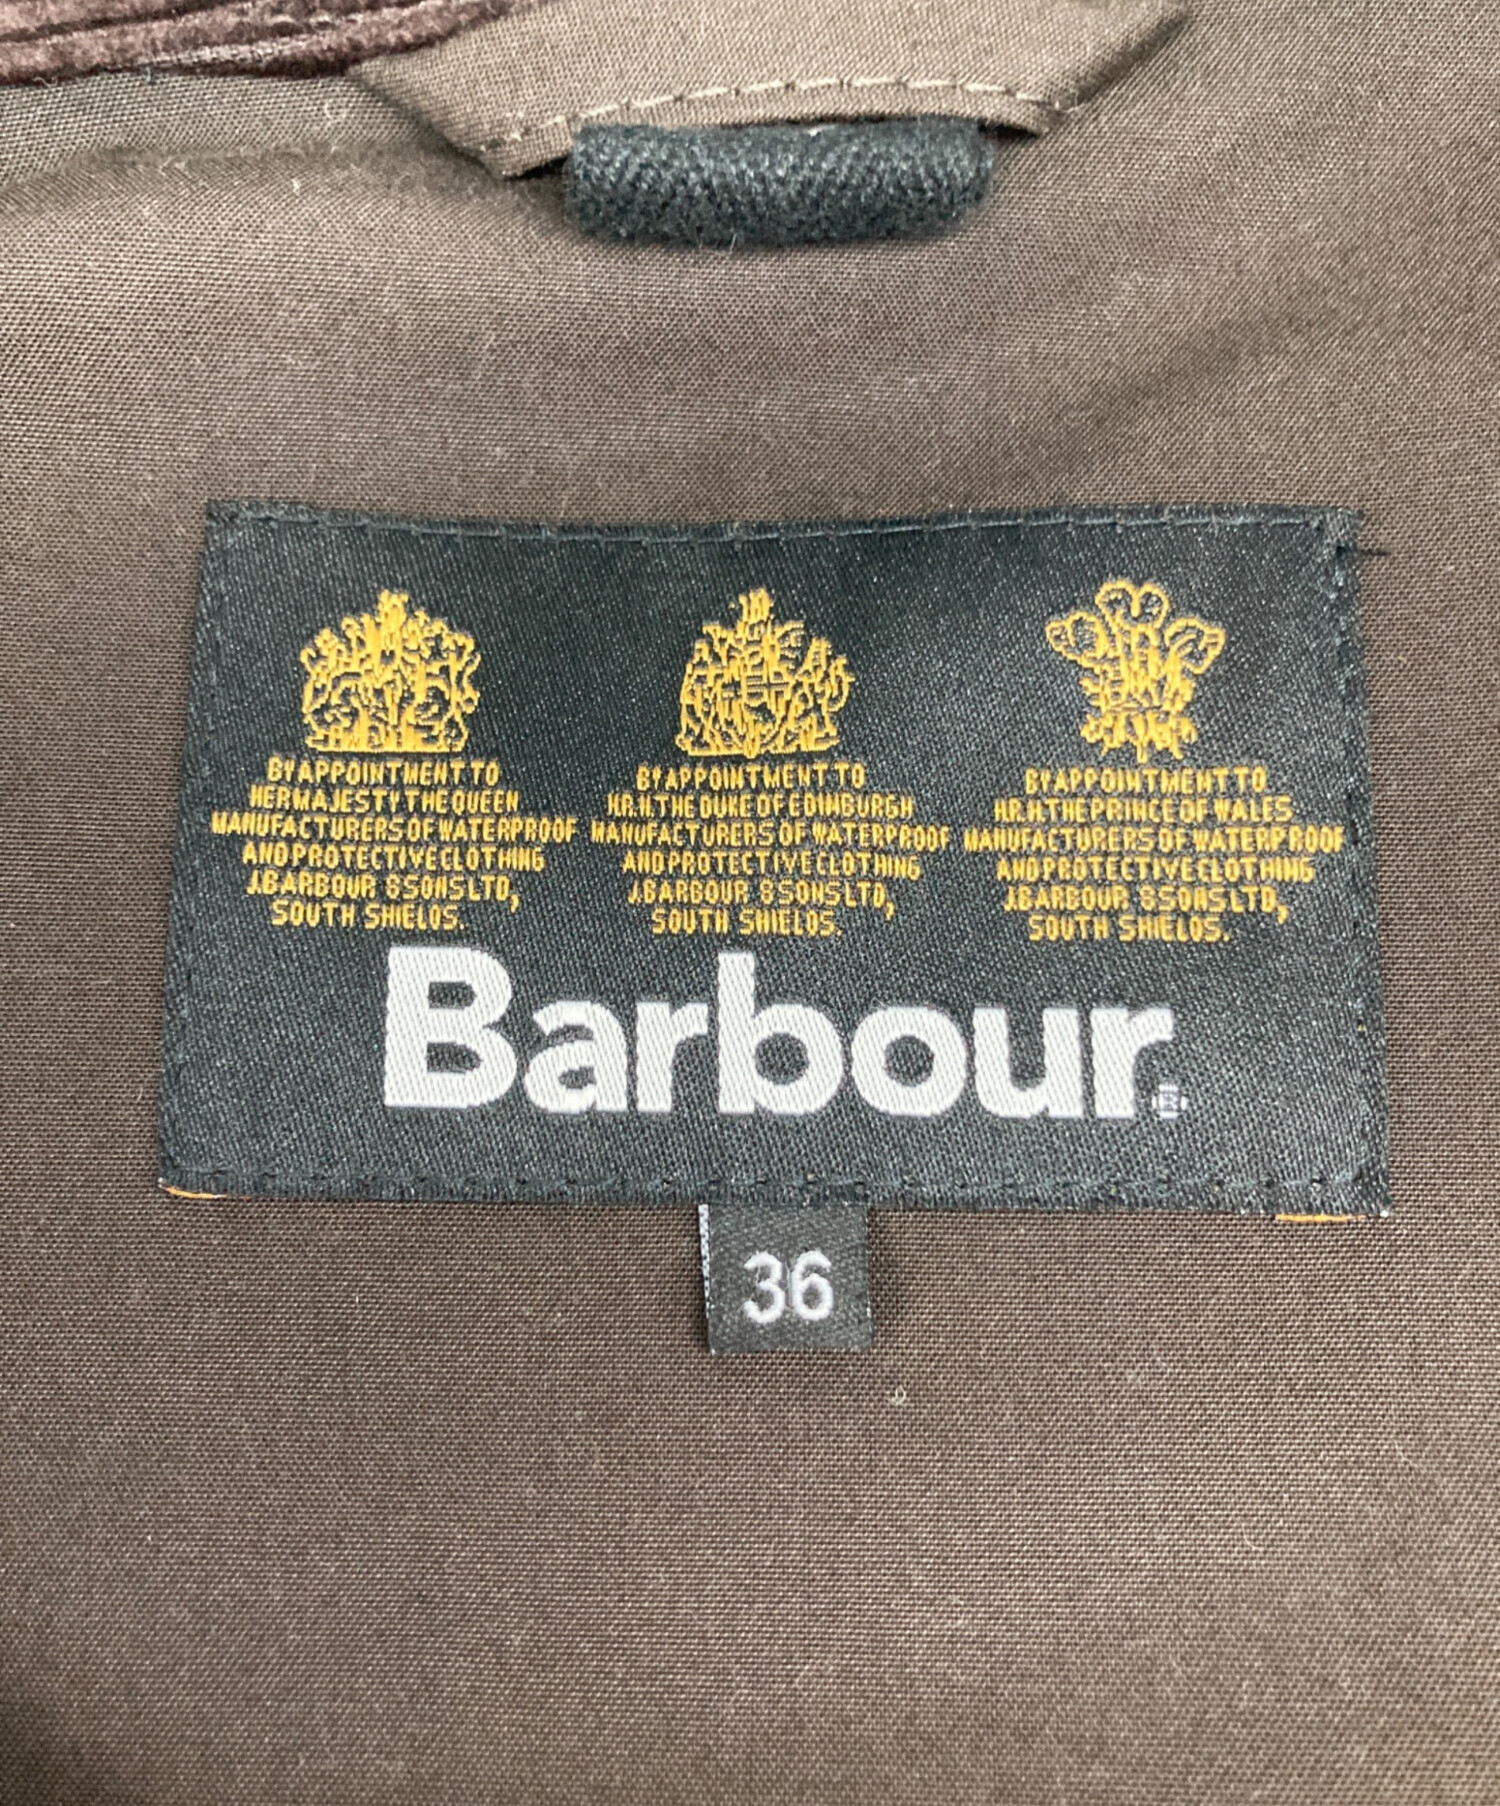 BY APPOINTMENT TO
HER MAJESTY THE QUEEN
MANUFACTURERS OF WATERPROOF
AND PROTECTIVE CLOTHING
J.BARBOUR & SONS LTD,
SOUTH SHIELDS.
BY APPOINTMENT TO
H.R.H. THE DUKE OF EDINBURGH
MANUFACTURERS OF WATERPROOF
AND PROTECTIVE CLOTHING
J.BARBOUR & SONS LTD,
SOUTH SHIELDS.
BY APPOINTMENT TO
H.R.H. THE PRINCE OF WALES
MANUFACTURERS OF WATERPROOF
AND PROTECTIVE CLOTHING
J.BARBOUR & SONS LTD,
SOUTH SHIELDS.
Barbour
36